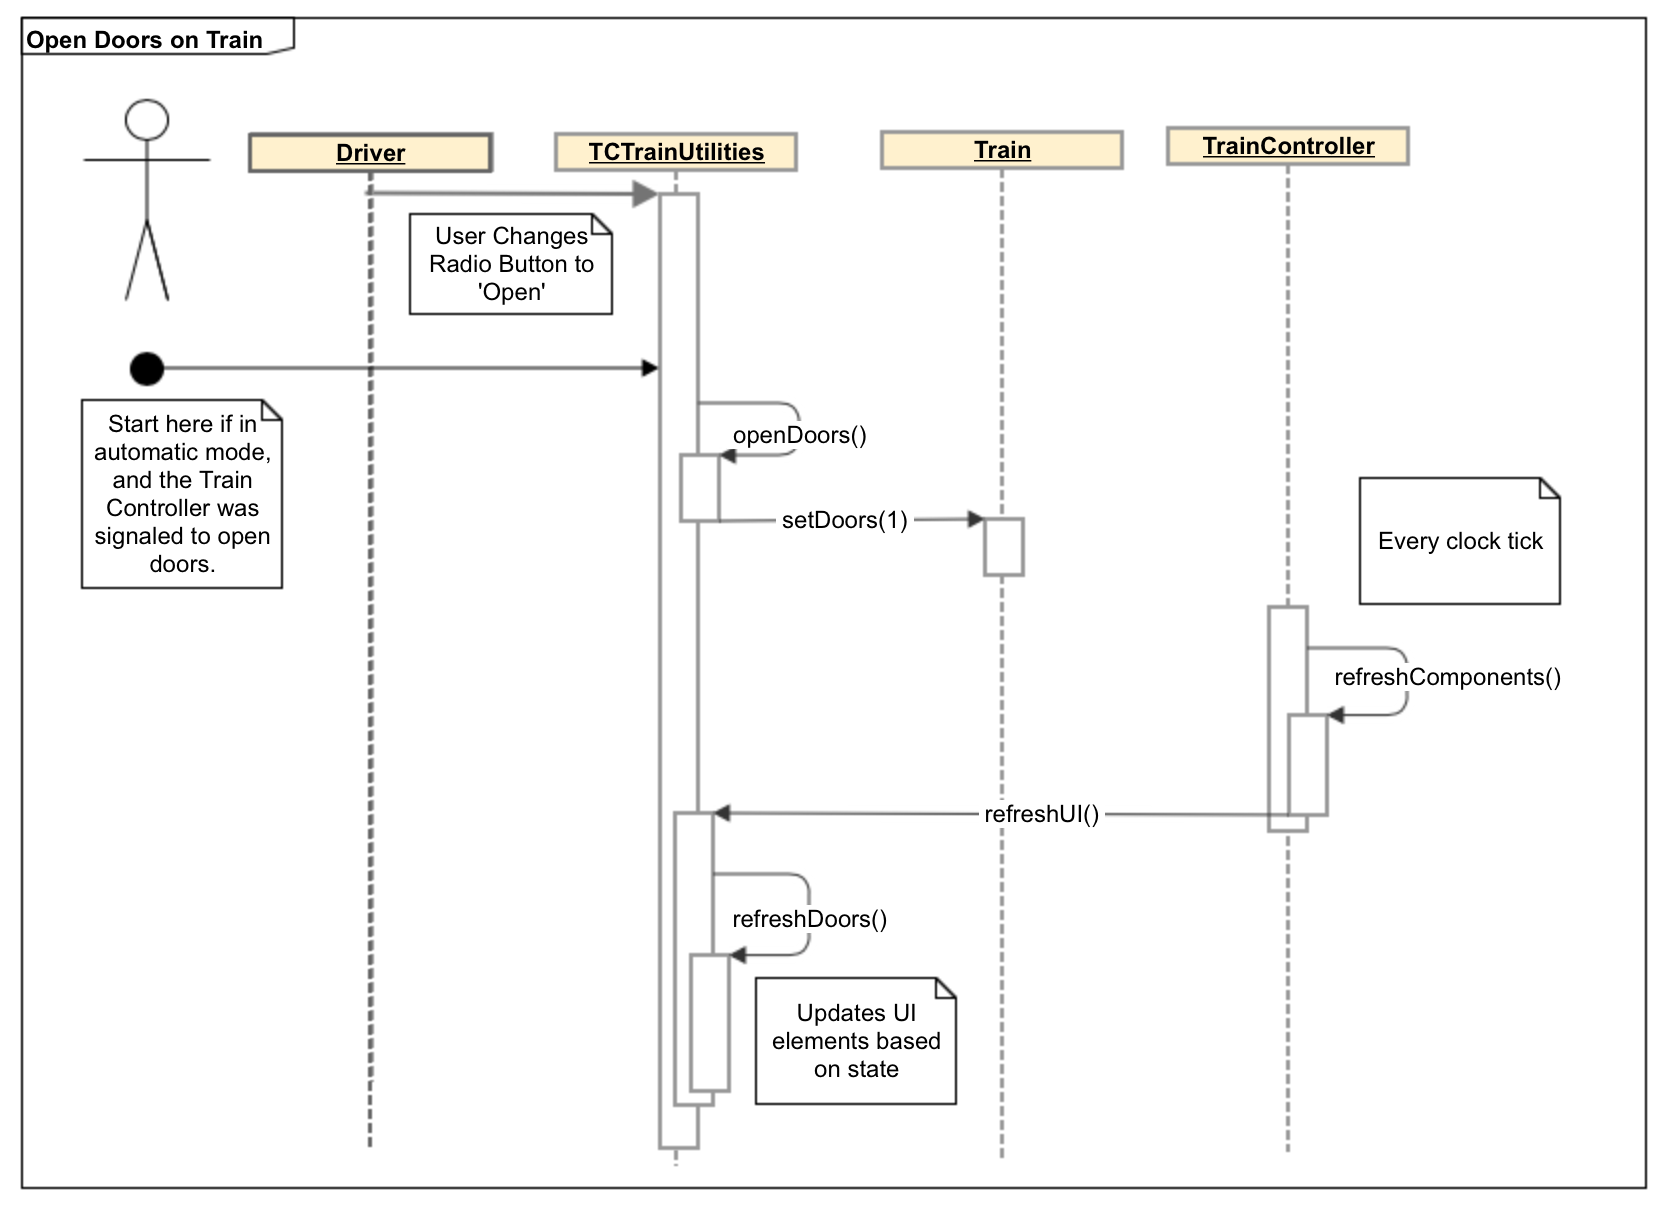 Open Doors on Train
Driver
TCTrainUtilities
Train
TrainController
User Changes
Radio Button to
'Open'
Start here if in
automatic mode,
and the Train
Controller was
signaled to open
doors.
openDoors()
setDoors(1)
Every clock tick
refreshComponents()
refreshUI()
refreshDoors()
Updates UI
elements based
on state